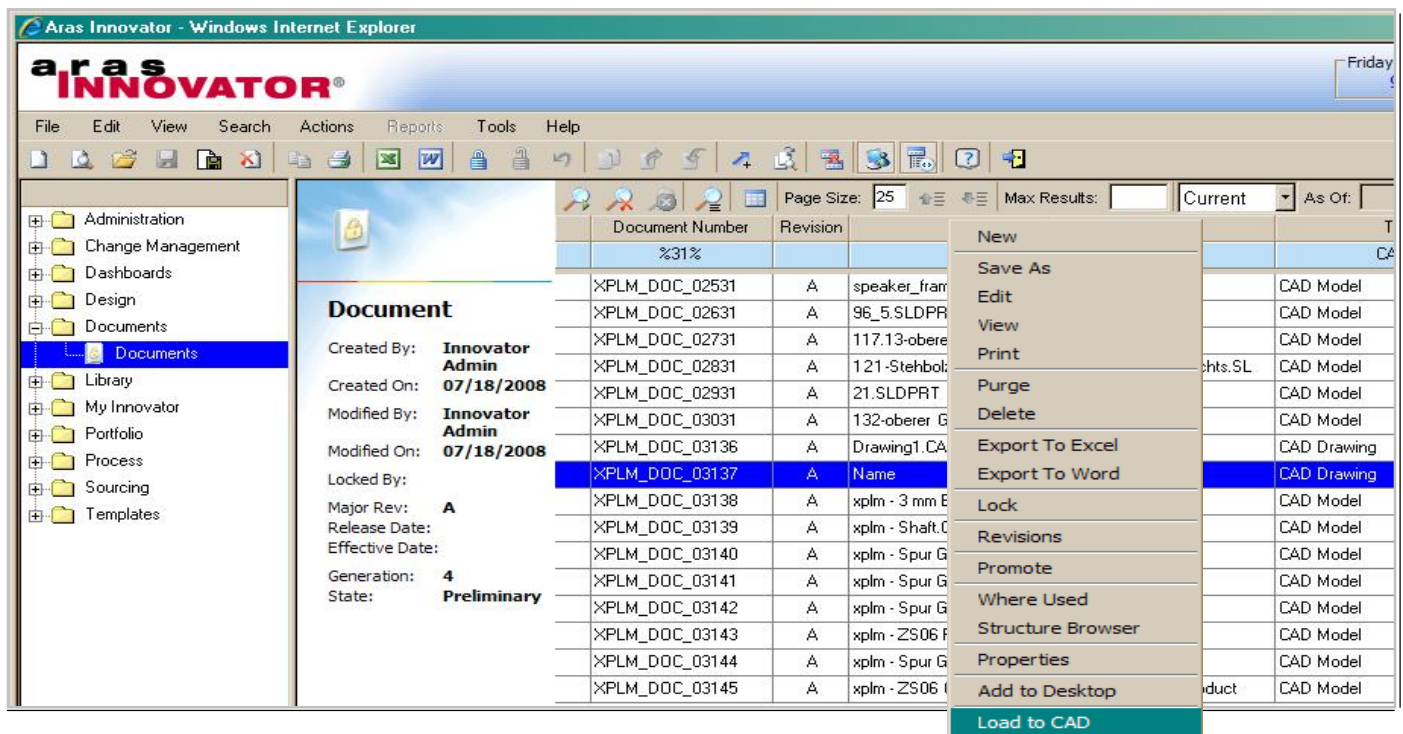 Aras Innovator - Windows Internet Explorer
aras
INNOVATOR®
Friday
File Edit View Search Actions Reports Tools Help
Page Size: 25 Max Results: Current As Of:
Administration
Change Management
Dashboards
Design
Documents
Documents
Library
My Innovator
Portfolio
Process
Sourcing
Templates
Document
Created By: Innovator
Admin
Created On: 07/18/2008
Modified By: Innovator
Admin
Modified On: 07/18/2008
Locked By:
Major Rev: A
Release Date:
Effective Date:
Generation: 4
State: Preliminary
Document Number Revision T
%31% CA
XPLM_DOC_02531 A speaker_fram CAD Model
XPLM_DOC_02631 A 96_5.SLDPR CAD Model
XPLM_DOC_02731 A 117.13-obere CAD Model
XPLM_DOC_02831 A 121-Stehbolz hts.SL CAD Model
XPLM_DOC_02931 A 21.SLDPRT CAD Model
XPLM_DOC_03031 A 132-oberer G CAD Model
XPLM_DOC_03136 A Drawing1.CA CAD Drawing
XPLM_DOC_03137 A Name CAD Drawing
XPLM_DOC_03138 A xplm - 3 mm CAD Model
XPLM_DOC_03139 A xplm - Shaft.C CAD Model
XPLM_DOC_03140 A xplm - Spur G CAD Model
XPLM_DOC_03141 A xplm - Spur G CAD Model
XPLM_DOC_03142 A xplm - Spur G CAD Model
XPLM_DOC_03143 A xplm - ZS06 CAD Model
XPLM_DOC_03144 A xplm - Spur G CAD Model
XPLM_DOC_03145 A xplm - ZS06 duct CAD Model
New
Save As
Edit
View
Print
Purge
Delete
Export To Excel
Export To Word
Lock
Revisions
Promote
Where Used
Structure Browser
Properties
Add to Desktop
Load to CAD